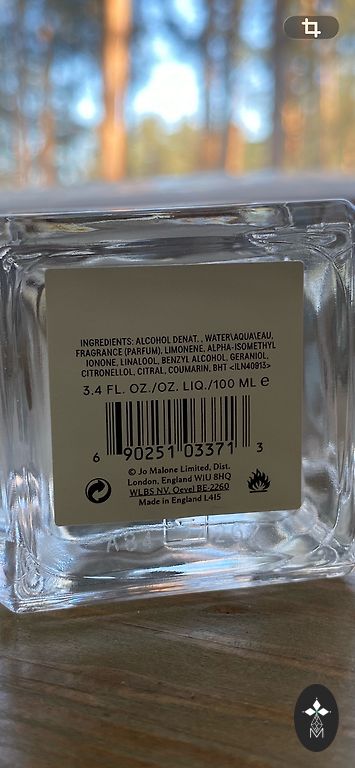 INGREDIENTS: ALCOHOL DENAT. , WATER\AQUA\EAU,
FRAGRANCE (PARFUM), LIMONENE, ALPHA-ISOMETHYL
IONONE, LINALOOL, BENZYL ALCOHOL, GERANIOL,
CITRONELLOL, CITRAL, COUMARIN, BHT <ILN40913>
3.4 FL. OZ./OZ. LIQ./100 ML ℮
6 90251 03371 3
© Jo Malone Limited, Dist.
London, England W1U 8HQ
WLBS NV, Oevel BE-2260
Made in England L415
M